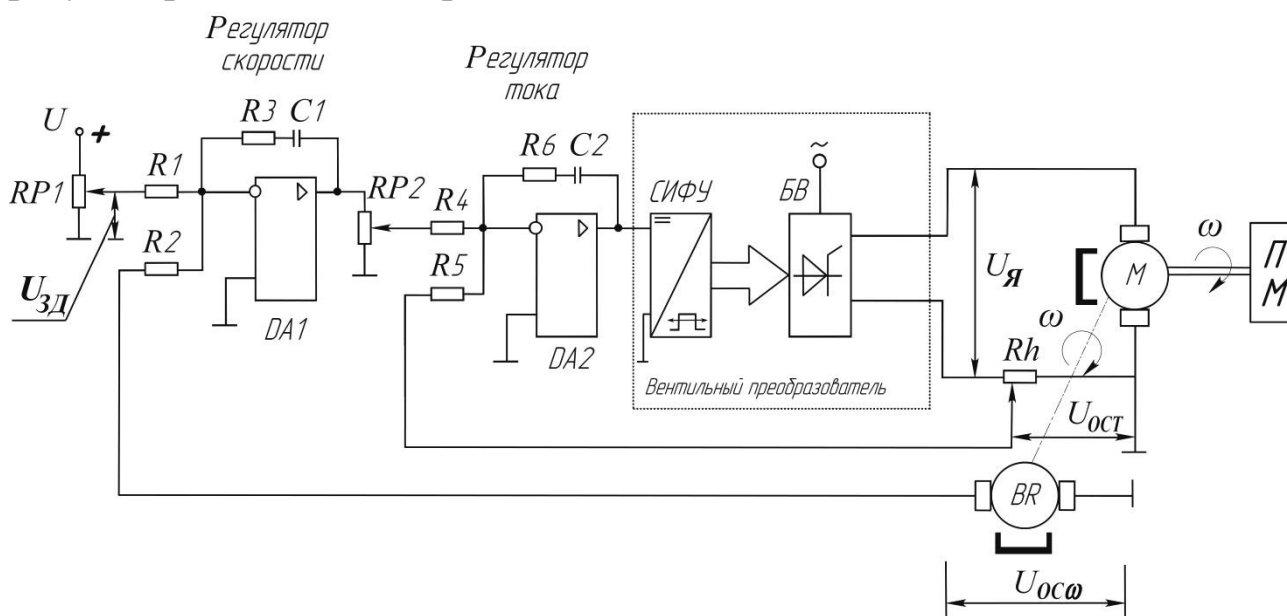 Регулятор
скорости
Регулятор
тока
U +
R3 C1
R6 C2
~
R1
RP1
RP2
R4
СИФУ
БВ
R2
R5
Uзд
DA1
DA2
Uя
М
ω
П
М
ω
Rh
Вентильный преобразователь
Uост
BR
Uосω